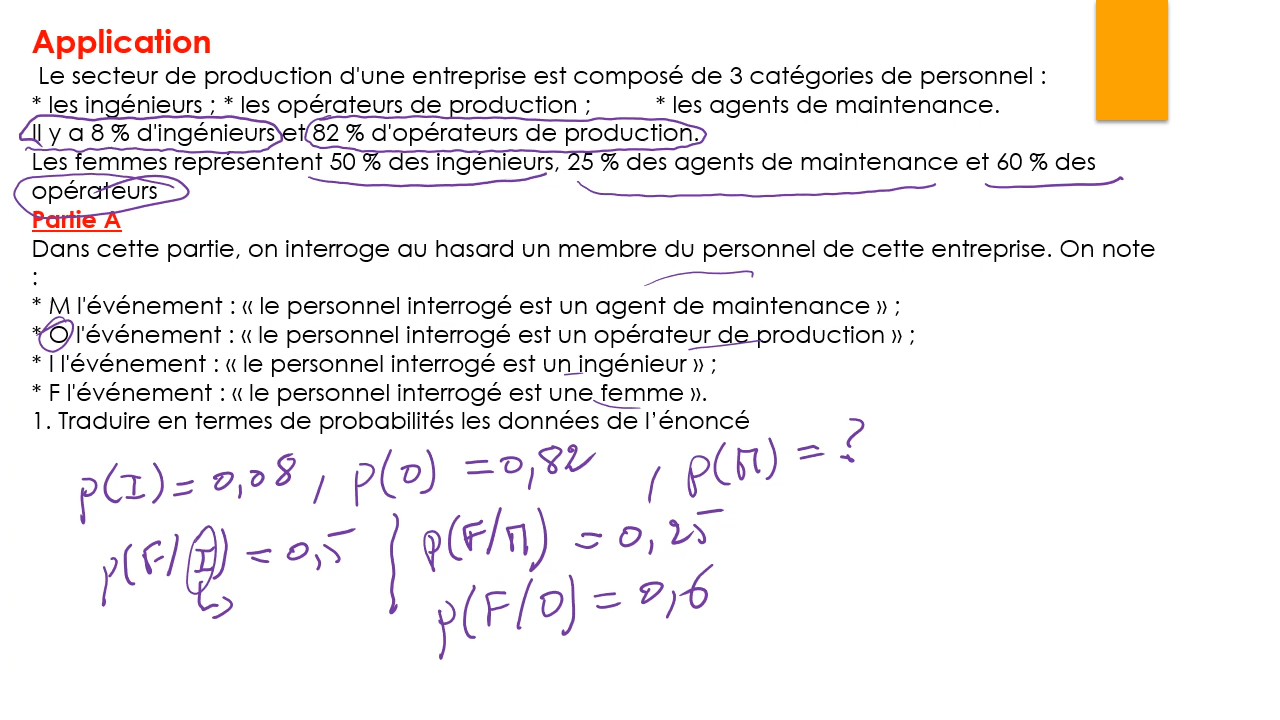 Application
Le secteur de production d'une entreprise est composé de 3 catégories de personnel :
* les ingénieurs ; * les opérateurs de production ; * les agents de maintenance.
Il y a 8 % d'ingénieurs et 82 % d'opérateurs de production.
Les femmes représentent 50 % des ingénieurs, 25 % des agents de maintenance et 60 % des
opérateurs
Partie A
Dans cette partie, on interroge au hasard un membre du personnel de cette entreprise. On note
:
* M l'événement : « le personnel interrogé est un agent de maintenance » ;
* O l'événement : « le personnel interrogé est un opérateur de production » ;
* I l'événement : « le personnel interrogé est un ingénieur » ;
* F l'événement : « le personnel interrogé est une femme ».
1. Traduire en termes de probabilités les données de l’énoncé
p(I) = 0,08 , p(O) = 0,82 , p(M) = ?
p(F/I) = 0,5 p(F/M) = 0,25
p(F/O) = 0,6